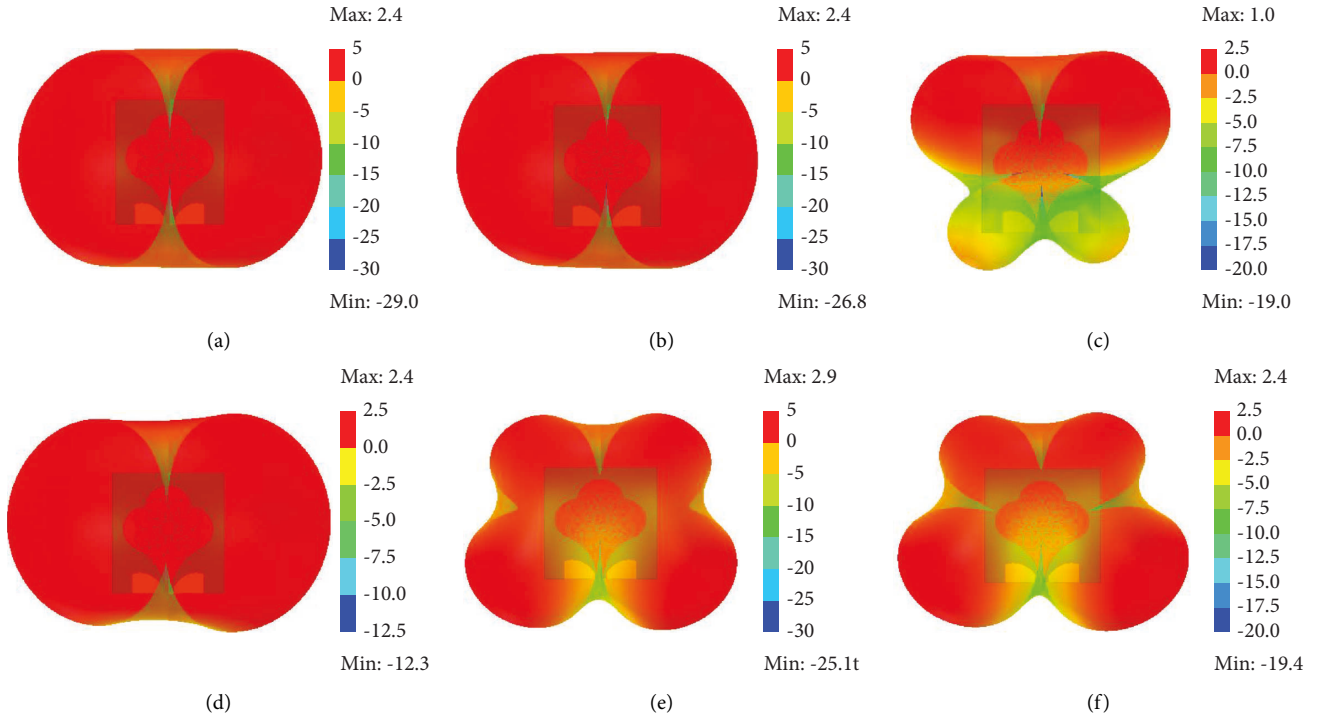 Max: 2.4
5
0
-5
-10
-15
-20
-25
-30
Min: -29.0
(a)
Max: 2.4
5
0
-5
-10
-15
-20
-25
-30
Min: -26.8
(b)
Max: 1.0
2.5
0.0
-2.5
-5.0
-7.5
-10.0
-12.5
-15.0
-17.5
-20.0
Min: -19.0
(c)
Max: 2.4
2.5
0.0
-2.5
-5.0
-7.5
-10.0
-12.5
Min: -12.3
(d)
Max: 2.9
5
0
-5
-10
-15
-20
-25
-30
Min: -25.1t
(e)
Max: 2.4
2.5
0.0
-2.5
-5.0
-7.5
-10.0
-12.5
-15.0
-17.5
-20.0
Min: -19.4
(f)